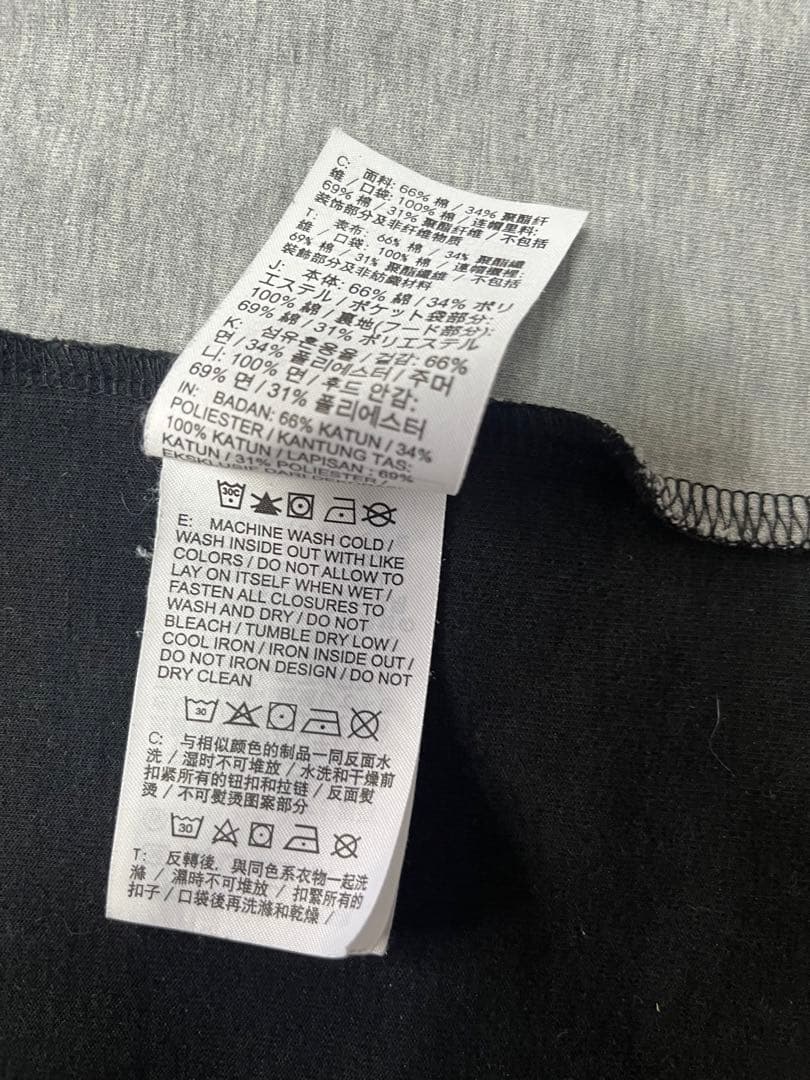 C: 面料: 66% 棉 / 34% 聚酯纤
维 / 口袋: 100% 棉 / 连帽里料:
69% 棉 / 31% 聚酯纤维 / 不包括
装饰部分及非纤维物质
T: 表布: 66% 棉 / 34% 聚酯纖
維 / 口袋: 100% 棉 / 連帽襯裡:
69% 棉 / 31% 聚酯纖維 / 不包括
裝飾部分及非紡織材料
J: 本体: 66% 綿 / 34% ポリ
エステル / ポケット袋部分:
100% 綿 / 裏地(フード部分):
69% 綿 / 31% ポリエステル
K: 섬유혼용율 / 겉감: 66%
면 / 34% 폴리에스터 / 주머
니: 100% 면 / 후드 안감:
69% 면 / 31% 폴리에스터
IN: BADAN: 66% KATUN / 34%
POLIESTER / KANTUNG TAS:
100% KATUN / LAPISAN : 69%
KATUN / 31% POLIESTER /
30C
E: MACHINE WASH COLD /
WASH INSIDE OUT WITH LIKE
COLORS / DO NOT ALLOW TO
LAY ON ITSELF WHEN WET /
FASTEN ALL CLOSURES TO
WASH AND DRY / DO NOT
BLEACH / TUMBLE DRY LOW /
COOL IRON / IRON INSIDE OUT /
DO NOT IRON DESIGN / DO NOT
DRY CLEAN
30
C: 与相似颜色的制品一同反面水
洗 / 湿时不可堆放 / 水洗和干燥前
扣紧所有的钮扣和拉链 / 反面熨
烫 / 不可熨烫图案部分
30
T: 反轉後, 與同色系衣物一起洗
滌 / 濕時不可堆放 / 扣緊所有的
扣子 / 口袋後再洗滌和乾燥 /